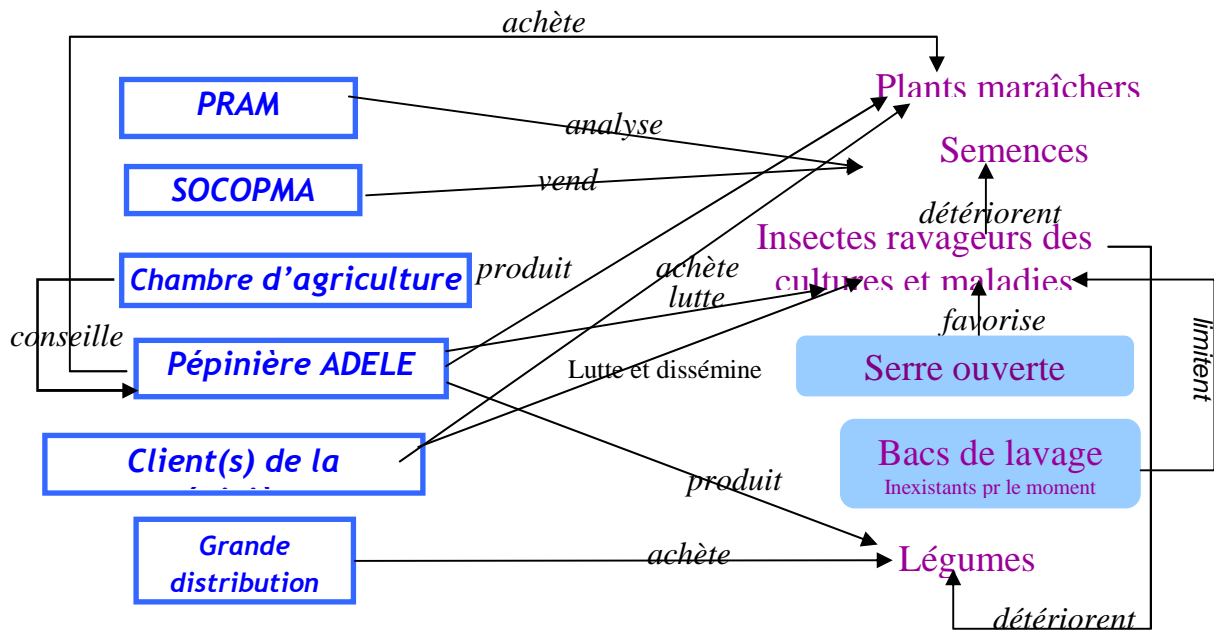 achète
Plants maraîchers
PRAM
analyse
Semences
SOCOPMA
vend
détériorent
Insectes ravageurs des
cultures et maladies
Chambre d’agriculture
produit
achète
lutte
favorise
limitent
conseille
Pépinière ADELE
Lutte et dissémine
Serre ouverte
Client(s) de la
Bacs de lavage
Inexistants pr le moment
produit
Grande
distribution
achète
Légumes
détériorent